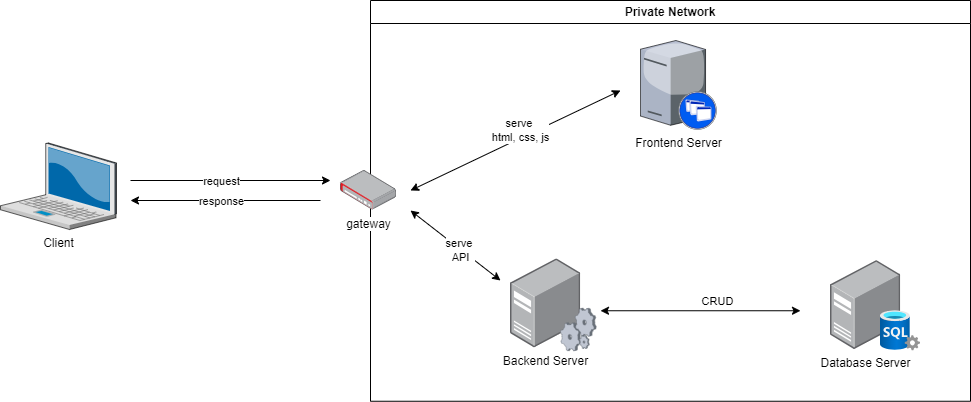 Private Network
serve
html, css, js
Frontend Server
request
response
Client
gateway
serve
API
CRUD
SQL
Backend Server
Database Server